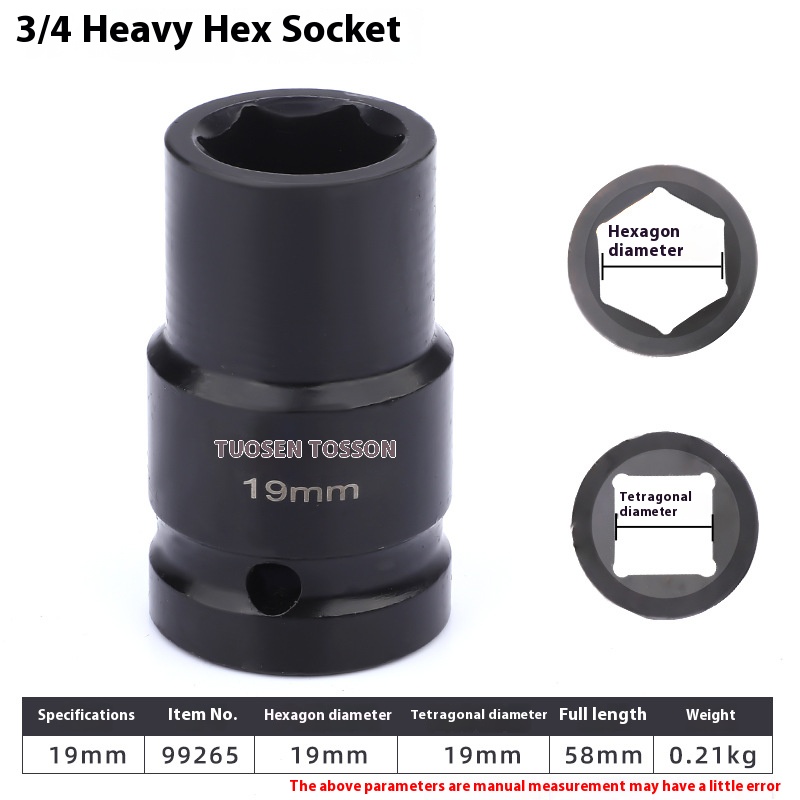 3/4 Heavy Hex Socket
Hexagon
diameter
Tetragonal
diameter
TUOSEN TOSSON
19mm
Specifications Item No. Hexagon diameter Tetragonal diameter Full length Weight
19mm 99265 19mm 19mm 58mm 0.21kg
The above parameters are manual measurement may have a little error